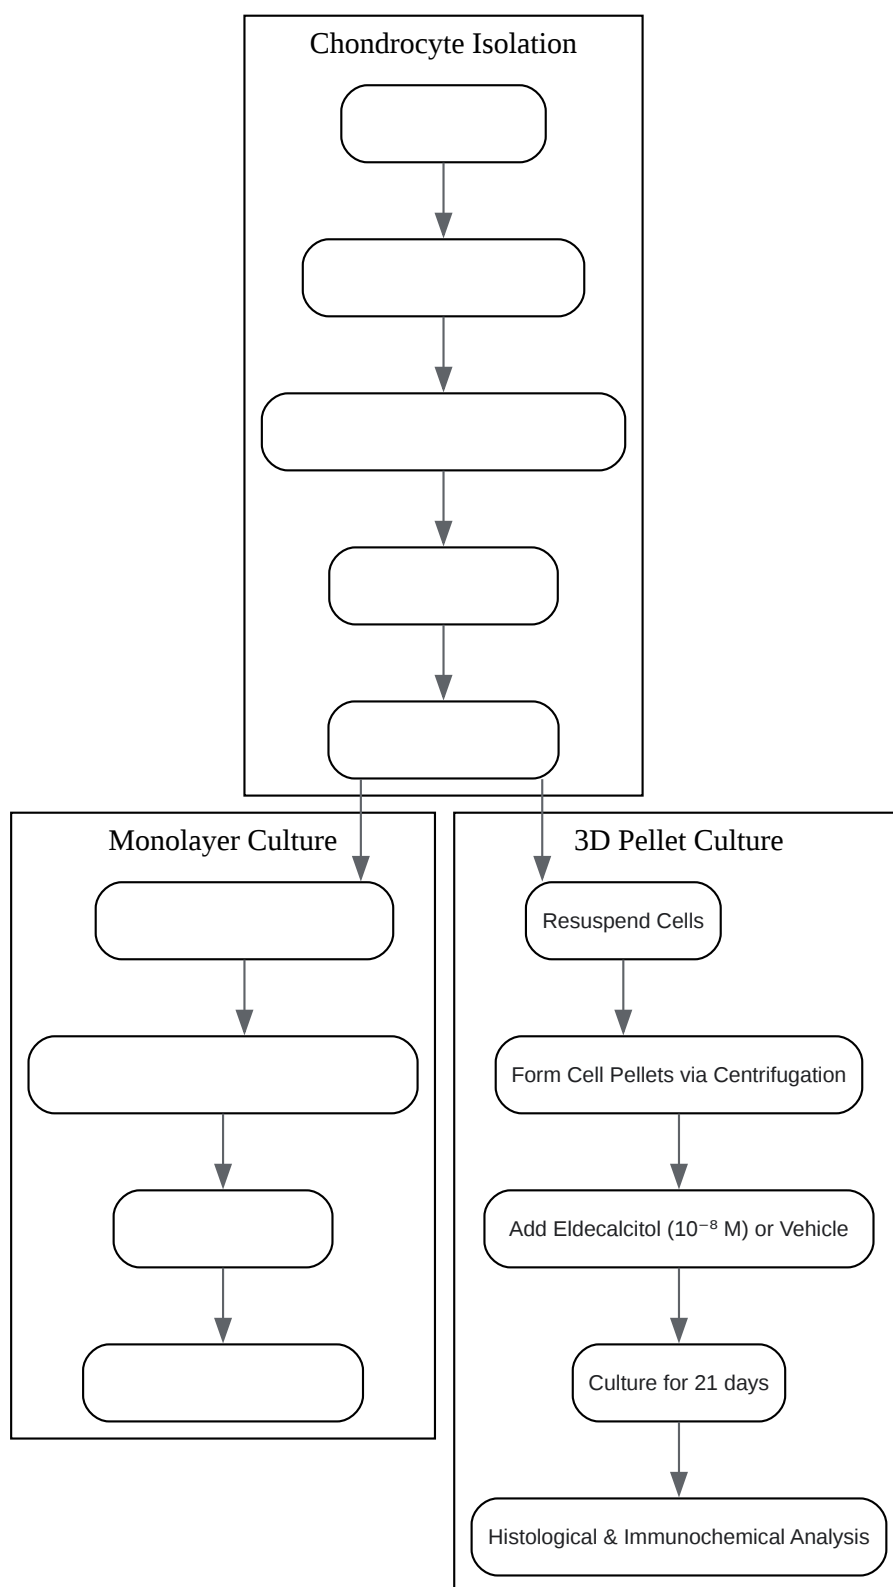 Chondrocyte Isolation
Monolayer Culture
3D Pellet Culture
Resuspend Cells
Form Cell Pellets via Centrifugation
Add Eldecalcitol (10⁻⁸ M) or Vehicle
Culture for 21 days
Histological & Immunochemical Analysis